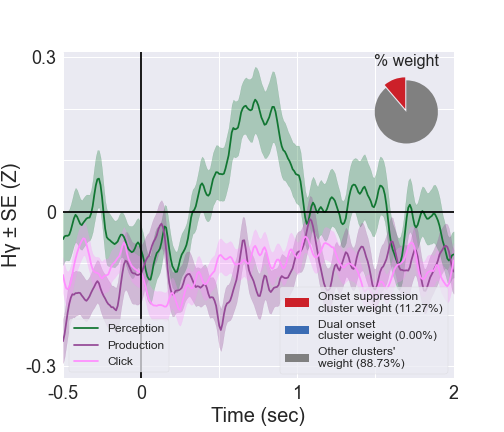 % weight
0.3
0
-0.3
Hγ ± SE (Z)
Perception
Production
Click
Onset suppression
cluster weight (11.27%)
Dual onset
cluster weight (0.00%)
Other clusters'
weight (88.73%)
-0.5 0 1 2
Time (sec)